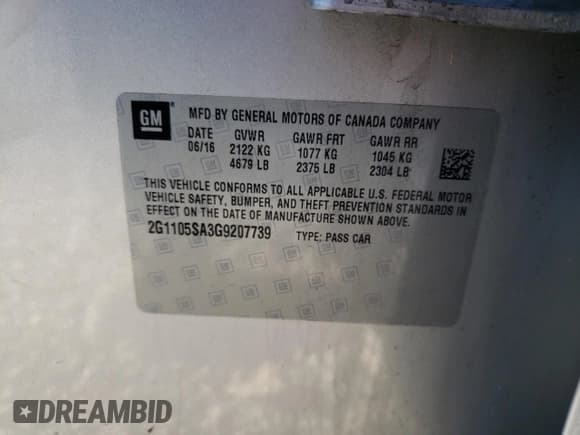 GM
MFD BY GENERAL MOTORS OF CANADA COMPANY
DATE GVWR GAWR FRT GAWR RR
06/16 2122 KG 1077 KG 1045 KG
4679 LB 2375 LB 2304 LB
THIS VEHICLE CONFORMS TO ALL APPLICABLE U.S. FEDERAL MOTOR
VEHICLE SAFETY, BUMPER, AND THEFT PREVENTION STANDARDS IN
EFFECT ON THE DATE OF MANUFACTURE SHOWN ABOVE.
2G1105SA3G9207739 TYPE: PASS CAR
DREAMBID